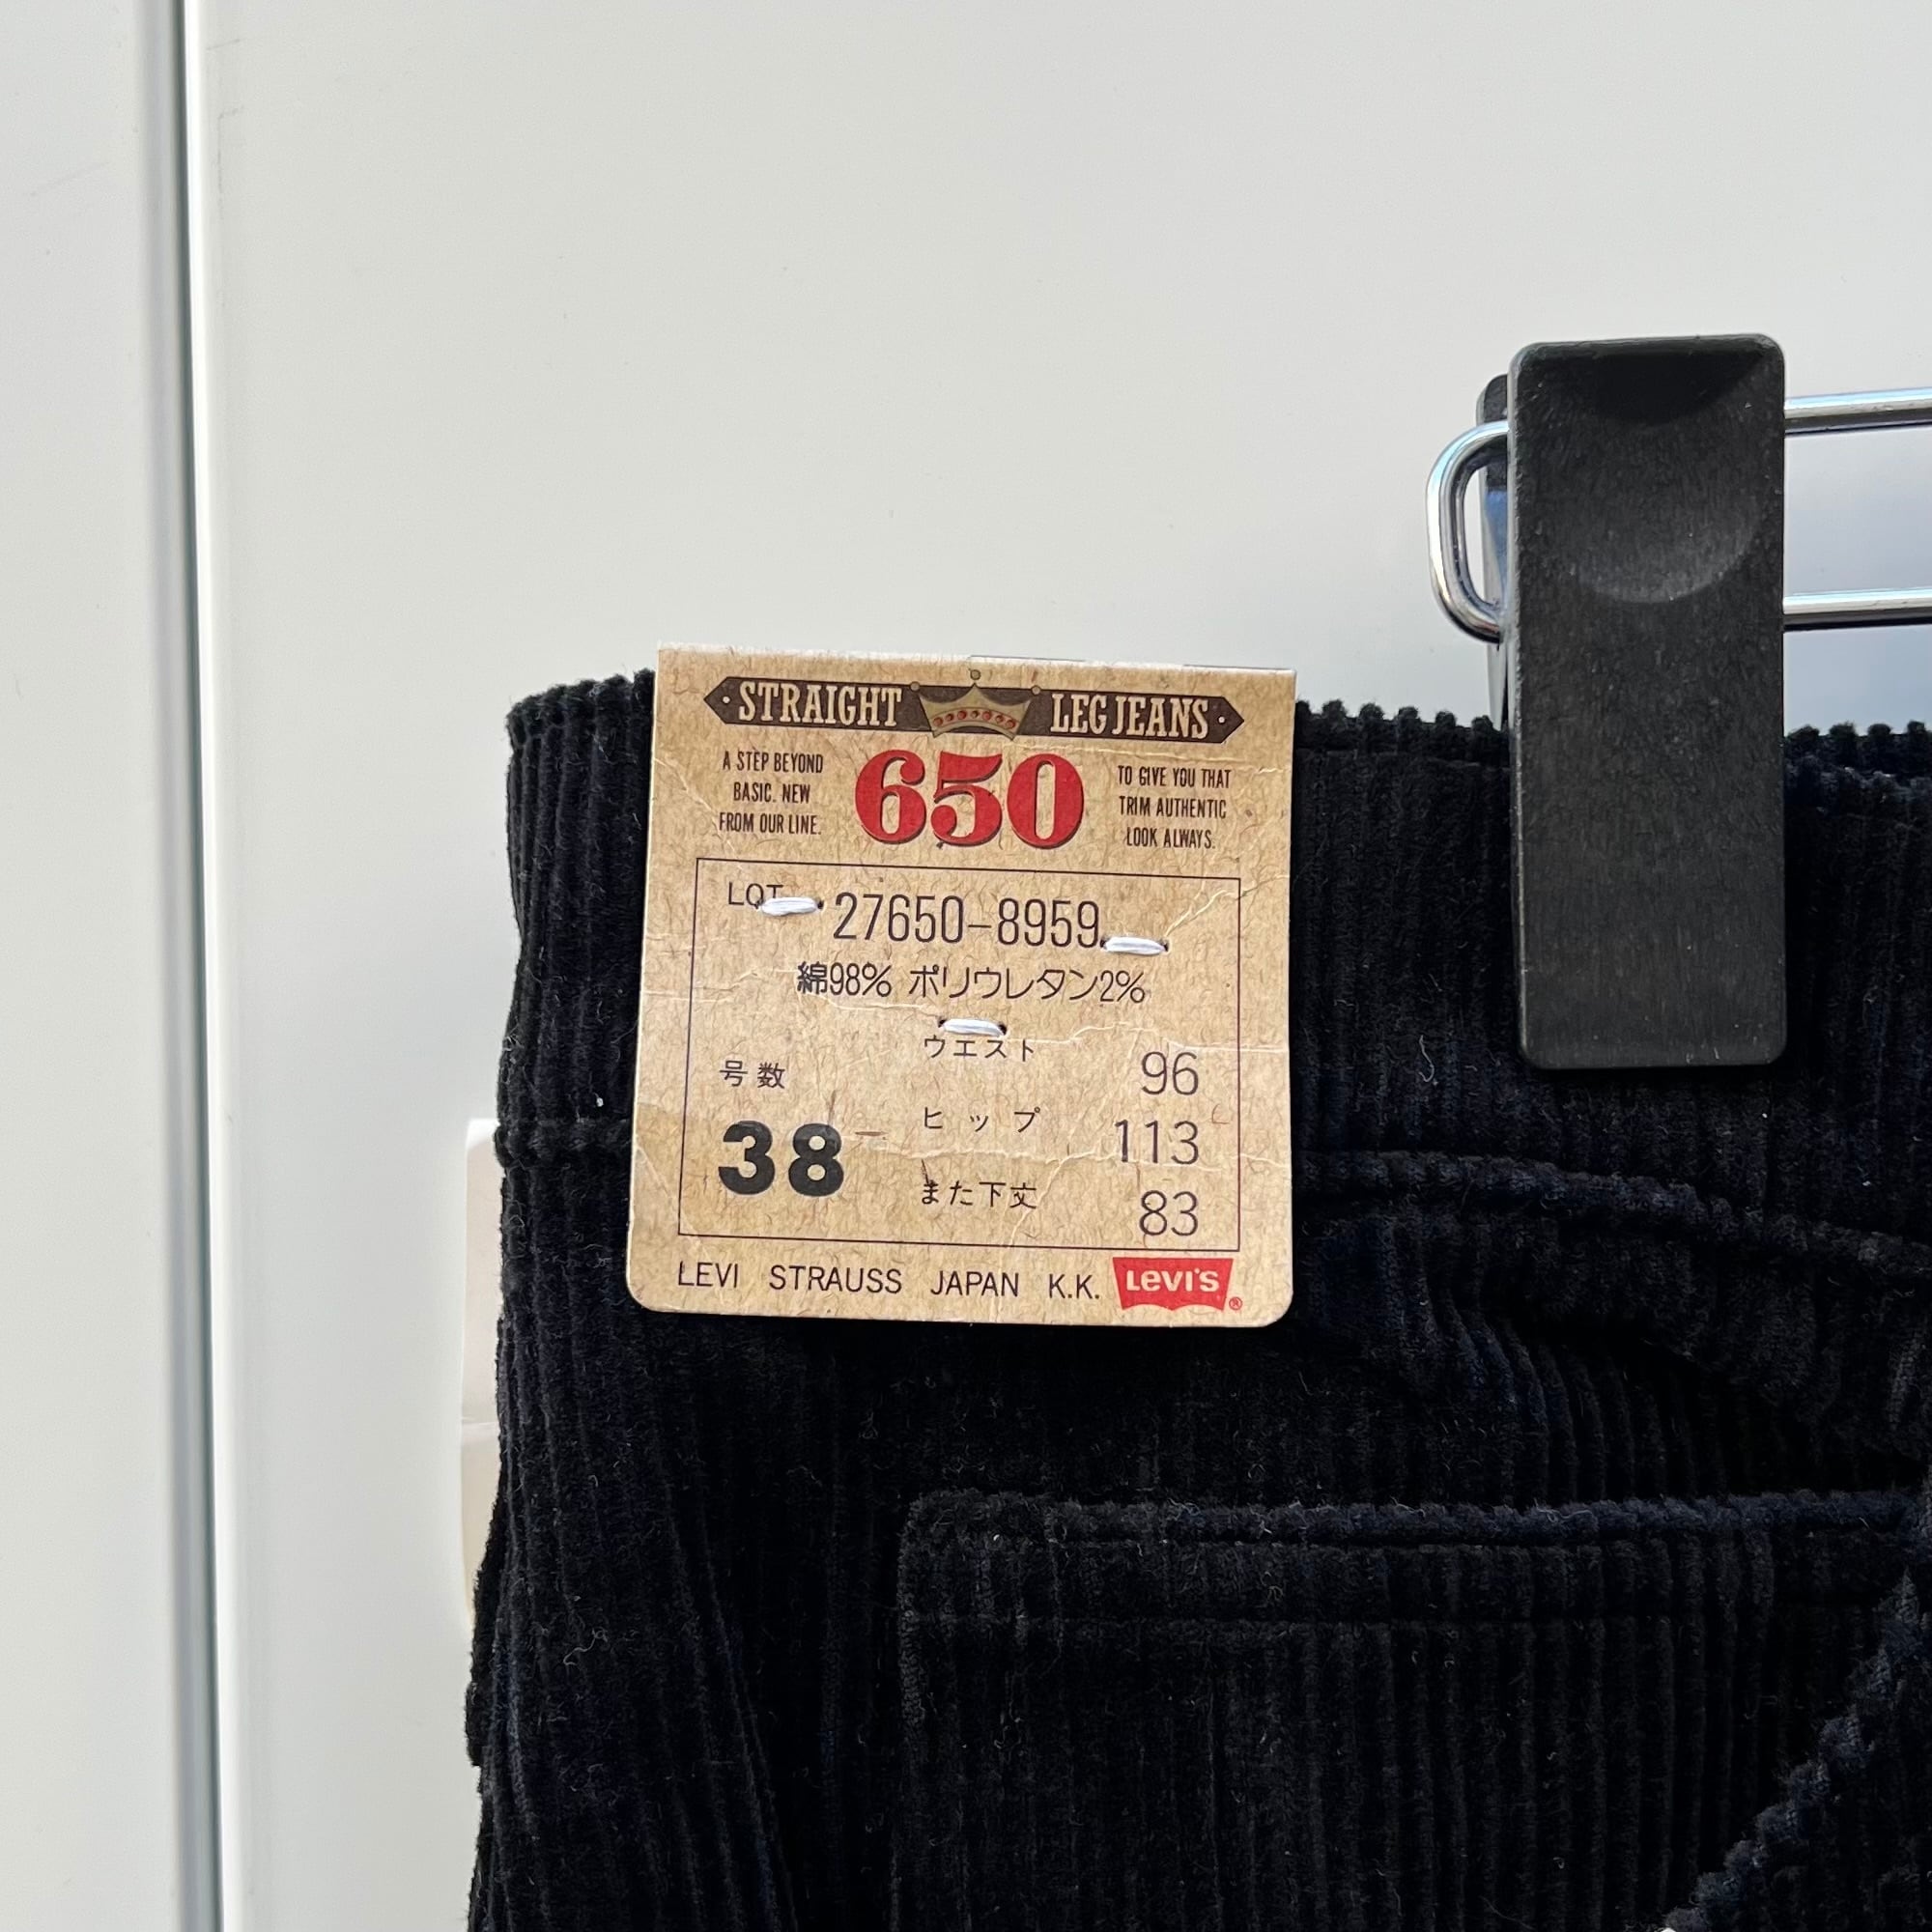 STRAIGHT LEG JEANS
A STEP BEYOND
BASIC. NEW
FROM OUR LINE.
650
TO GIVE YOU THAT
TRIM AUTHENTIC
LOOK ALWAYS.
LOT 27650-8959
綿98% ポリウレタン2%
号数
38
ウエスト 96
ヒップ 113
また下丈 83
LEVI STRAUSS JAPAN K.K. LEVI'S ®